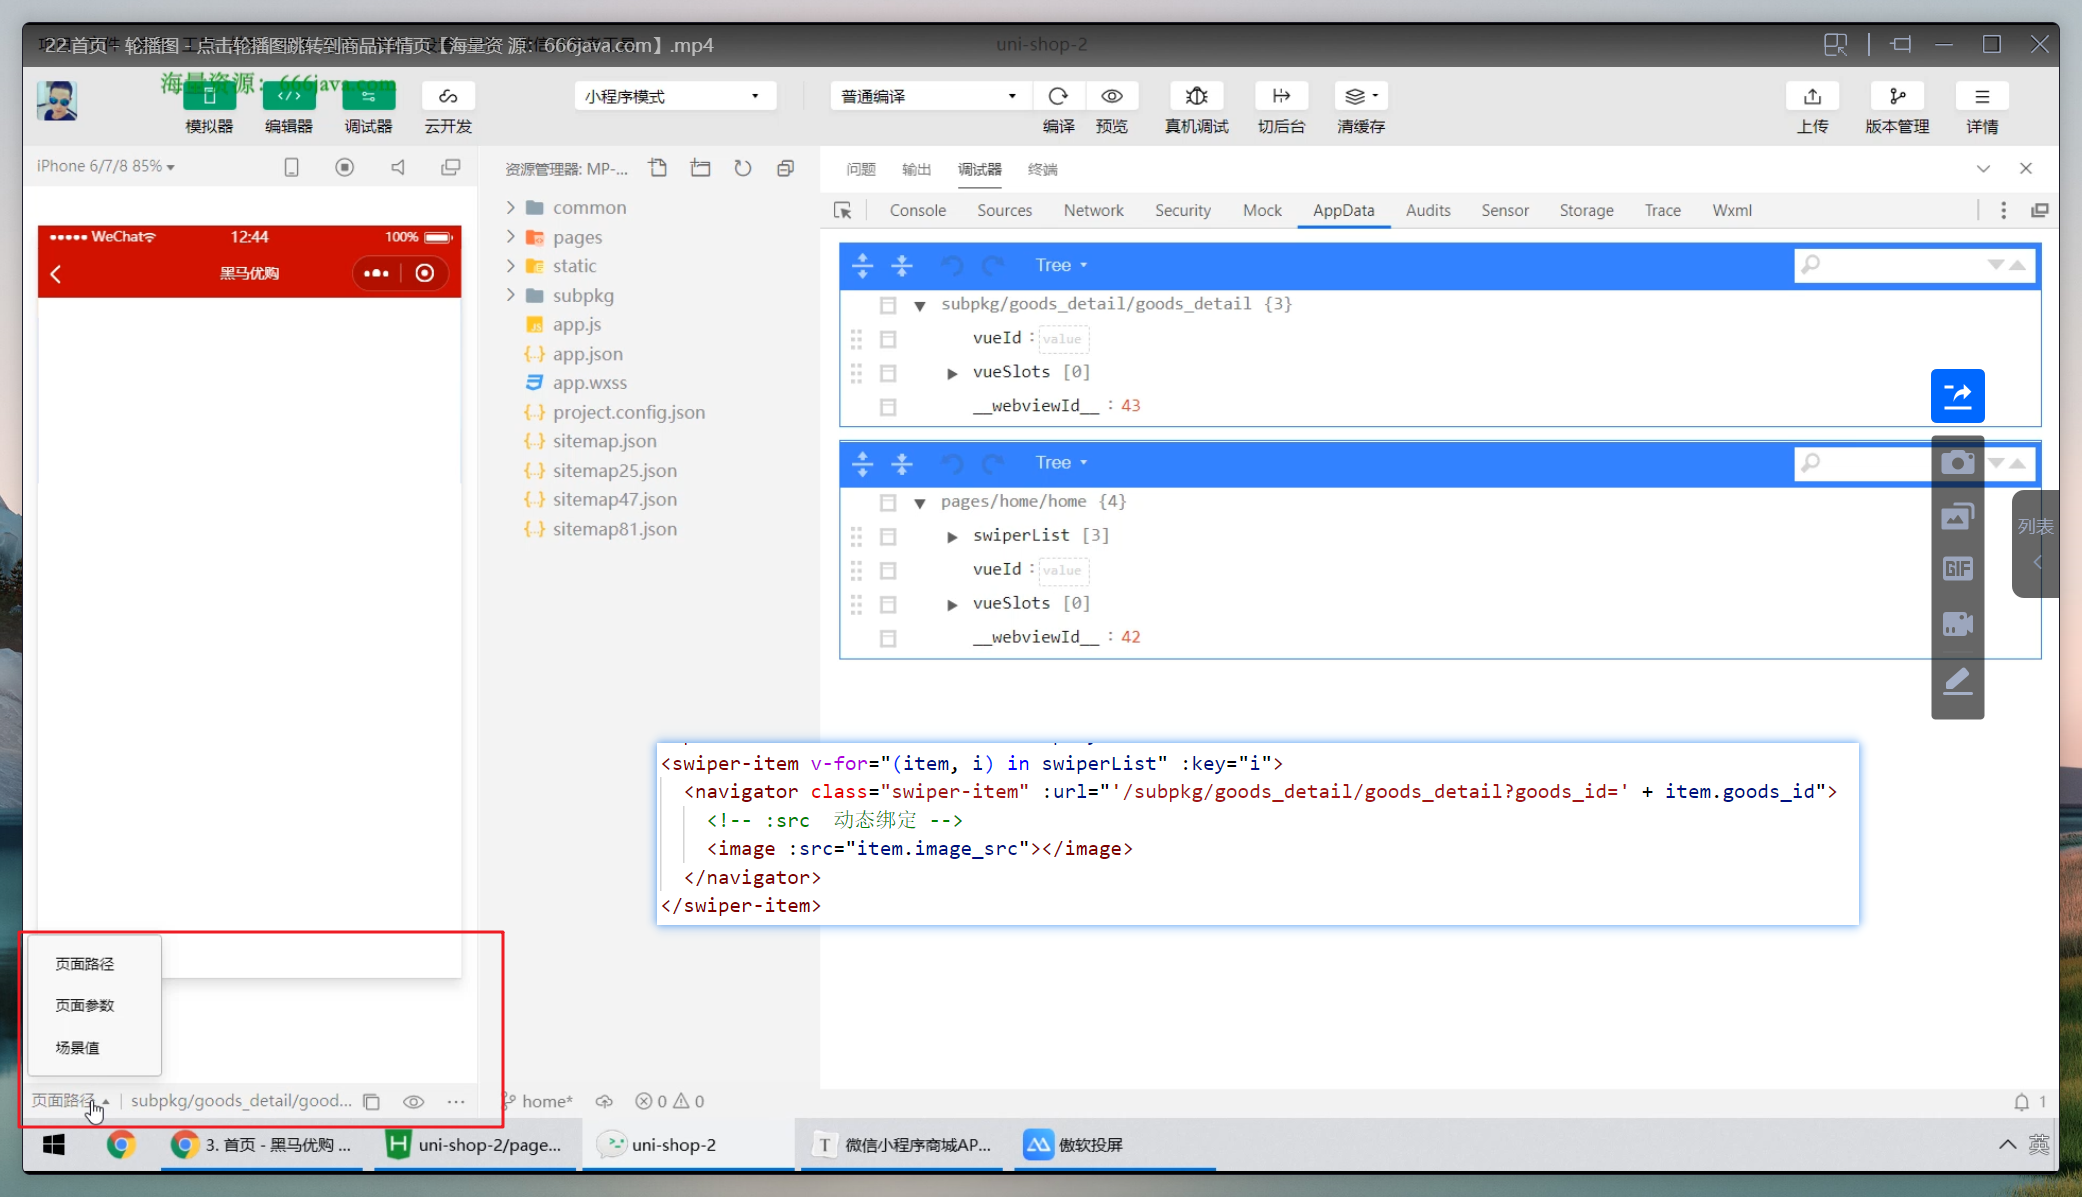 22.首页 - 轮播图 - 点击轮播图跳转到商品详情页【海量资 源：666java.com】.mp4
uni-shop-2
海量资源：666java.com
模拟器
编辑器
调试器
云开发
小程序模式
普通编译
编译
预览
真机调试
切后台
清缓存
上传
版本管理
详情
iPhone 6/7/8 85%
资源管理器: MP-...
问题
输出
调试器
终端
Console
Sources
Network
Security
Mock
AppData
Audits
Sensor
Storage
Trace
Wxml
WeChat
12:44
100%
黑马优购
common
pages
static
subpkg
app.js
app.json
app.wxss
project.config.json
sitemap.json
sitemap25.json
sitemap47.json
sitemap81.json
Tree
subpkg/goods_detail/goods_detail {3}
vueId : value
vueSlots [0]
__webviewId__ : 43
Tree
pages/home/home {4}
swiperList [3]
vueId : value
vueSlots [0]
__webviewId__ : 42
GIF
列表
<swiper-item v-for="(item, i) in swiperList" :key="i">
<navigator class="swiper-item" :url="'/subpkg/goods_detail/goods_detail?goods_id=' + item.goods_id">
<!-- :src 动态绑定 -->
<image :src="item.image_src"></image>
</navigator>
</swiper-item>
页面路径
页面参数
场景值
页面路径
subpkg/goods_detail/good...
home*
0
0
1
3. 首页 - 黑马优购 ...
uni-shop-2/page...
uni-shop-2
微信小程序商城AP...
傲软投屏
英